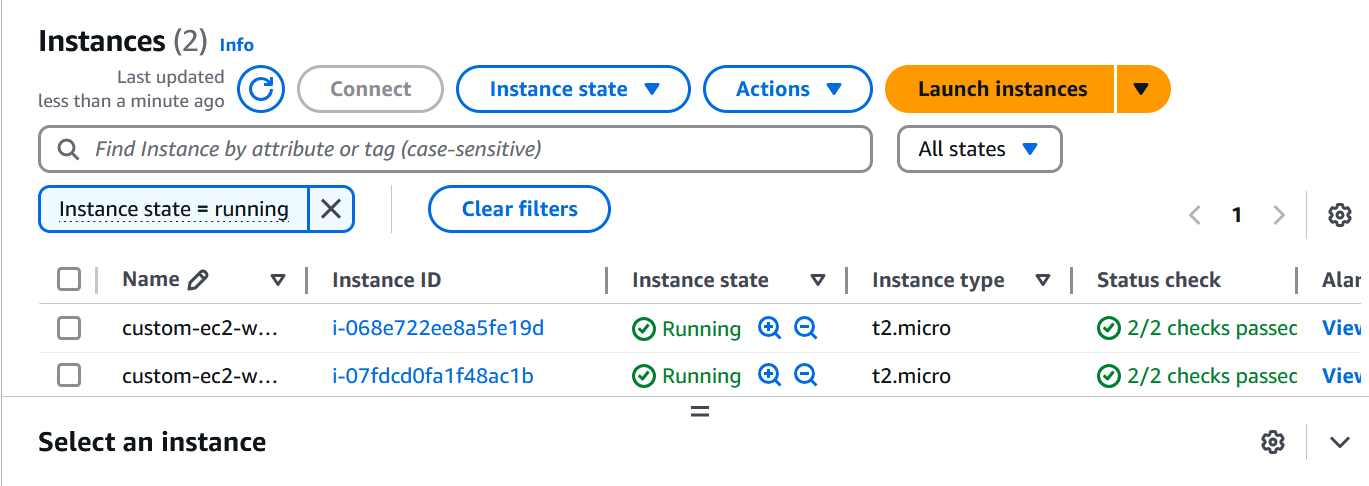 Instances (2) Info
Last updated
less than a minute ago
Connect
Instance state
Actions
Launch instances
Find Instance by attribute or tag (case-sensitive)
All states
Instance state = running
Clear filters
1
Name Instance ID Instance state Instance type Status check Alar
custom-ec2-w... i-068e722ee8a5fe19d Running t2.micro 2/2 checks passed View
custom-ec2-w... i-07fdcd0fa1f48ac1b Running t2.micro 2/2 checks passed View
Select an instance